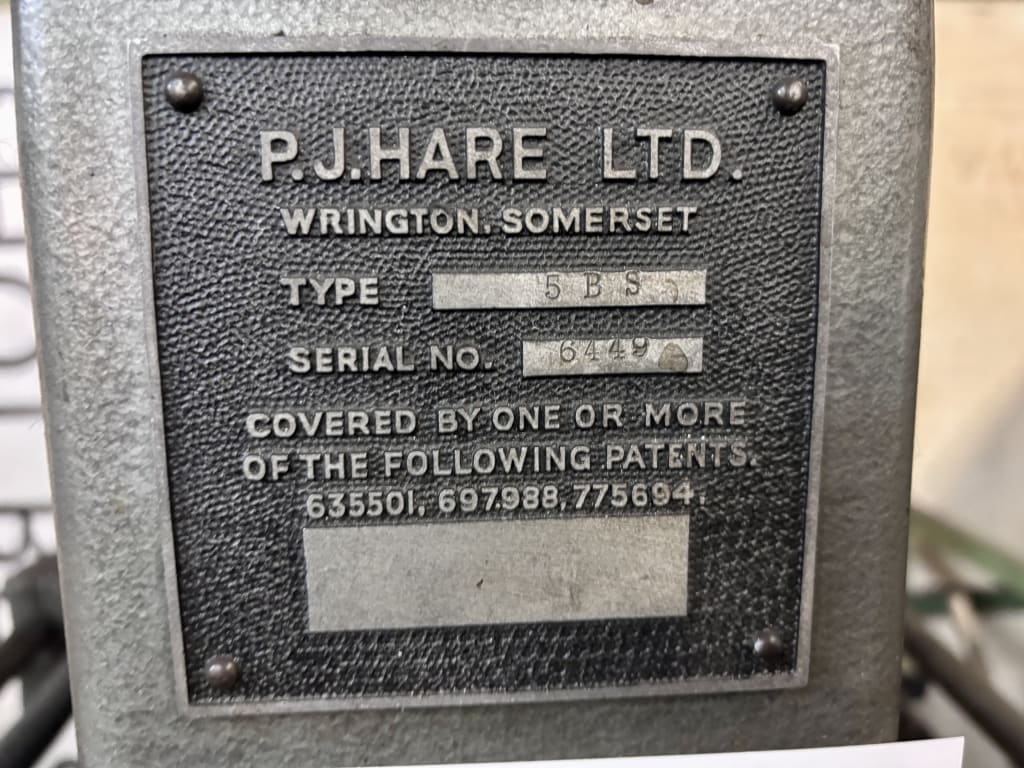 P.J.HARE LTD.
WRINGTON, SOMERSET
TYPE 5 B S
SERIAL NO. 6449
COVERED BY ONE OR MORE
OF THE FOLLOWING PATENTS.
635501, 697988, 775694.